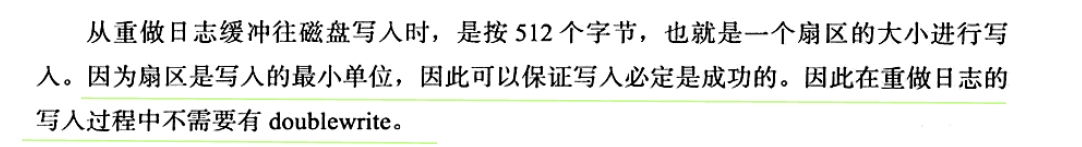 从重做日志缓冲往磁盘写入时，是按 512 个字节，也就是一个扇区的大小进行写
入。因为扇区是写入的最小单位，因此可以保证写入必定是成功的。因此在重做日志的
写入过程中不需要有 doublewrite。